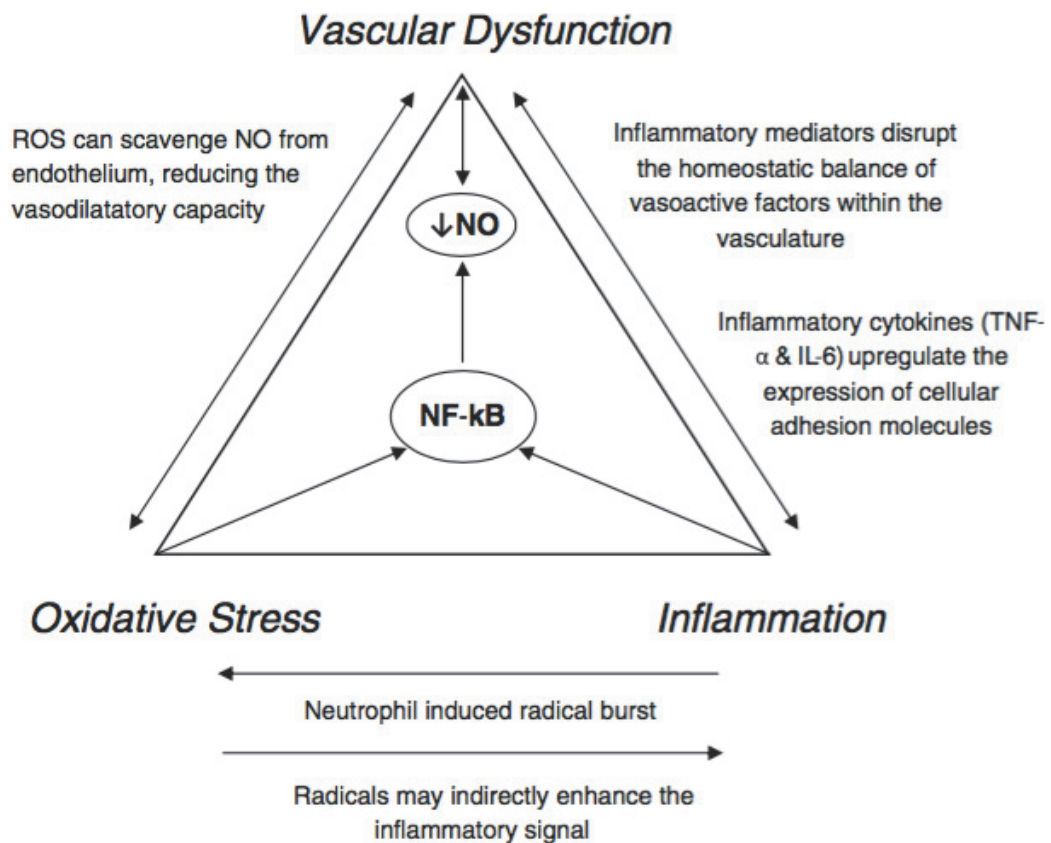 Vascular Dysfunction
ROS can scavenge NO from
endothelium, reducing the
vasodilatatory capacity
Inflammatory mediators disrupt
the homeostatic balance of
vasoactive factors within the
vasculature
↓NO
Inflammatory cytokines (TNF-
α & IL-6) upregulate the
expression of cellular
adhesion molecules
NF-kB
Oxidative Stress
Inflammation
Neutrophil induced radical burst
Radicals may indirectly enhance the
inflammatory signal